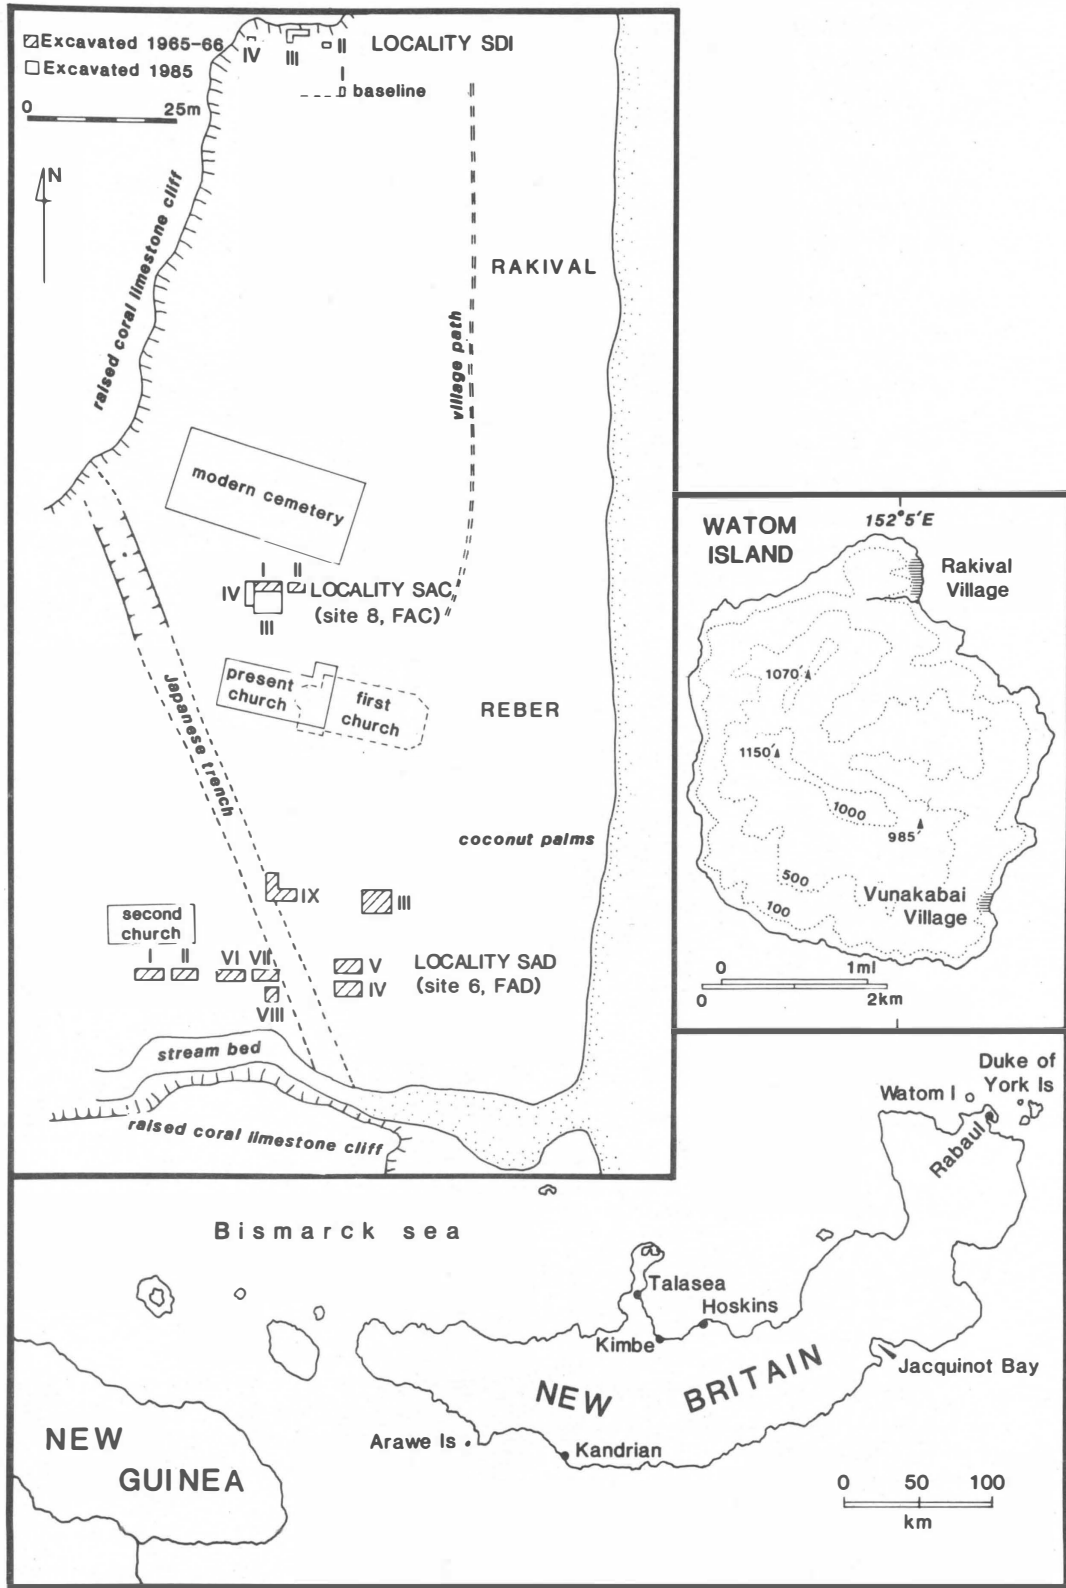 Excavated 1965-66
Excavated 1985
0 25m
N
IV III II LOCALITY SDI
I
baseline
raised coral limestone cliff
RAKIVAL
village path
modern cemetery
I II
IV LOCALITY SAC
(site 8, FAC)
III
present
church
first
church
REBER
Japanese trench
coconut palms
IX III
second
church
I II VI VII V LOCALITY SAD
IV (site 6, FAD)
VIII
stream bed
raised coral limestone cliff
WATOM
ISLAND
152°5'E
Rakival
Village
1070'
1150'
1000
985'
500
100
Vunakabai
Village
0 1ml
0 2km
Duke of
York Is
Watom I
Rabaul
Bismarck sea
Talasea
Hoskins
Kimbe
Jacquinot Bay
NEW BRITAIN
Arawe Is
Kandrian
NEW
GUINEA
0 50 100
km